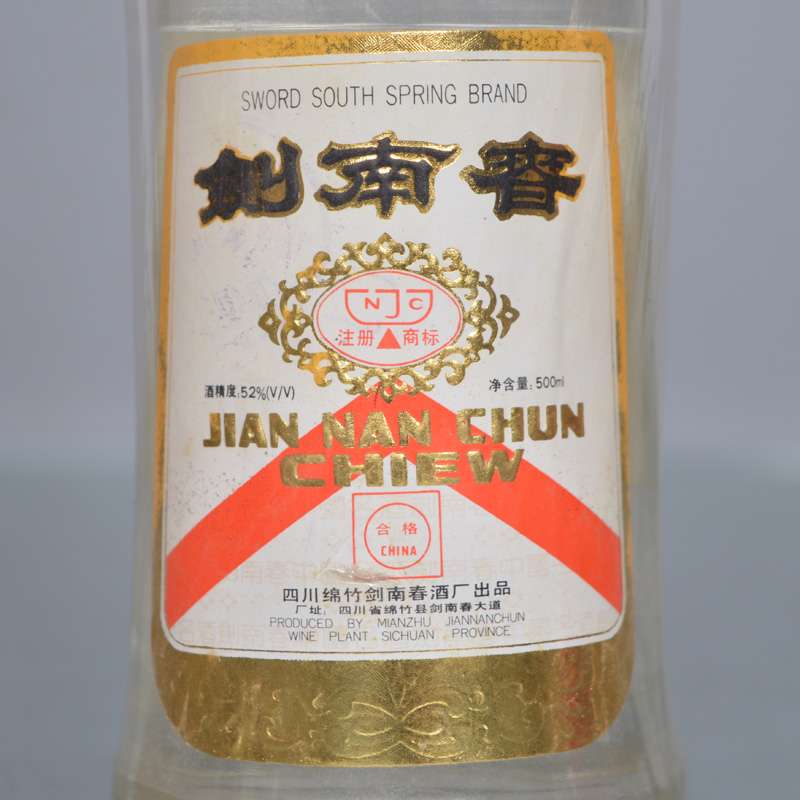 SWORD SOUTH SPRING BRAND
劍南春
NJC
注册▲商标
酒精度:52%(V/V)
净含量:500ml
JIAN NAN CHUN
CHIEW
合格
CHINA
四川绵竹剑南春酒厂出品
厂址:四川省绵竹县剑南春大道
PRODUCED BY MIANZHU JIANNANCHUN
WINE PLANT SICHUAN PROVINCE